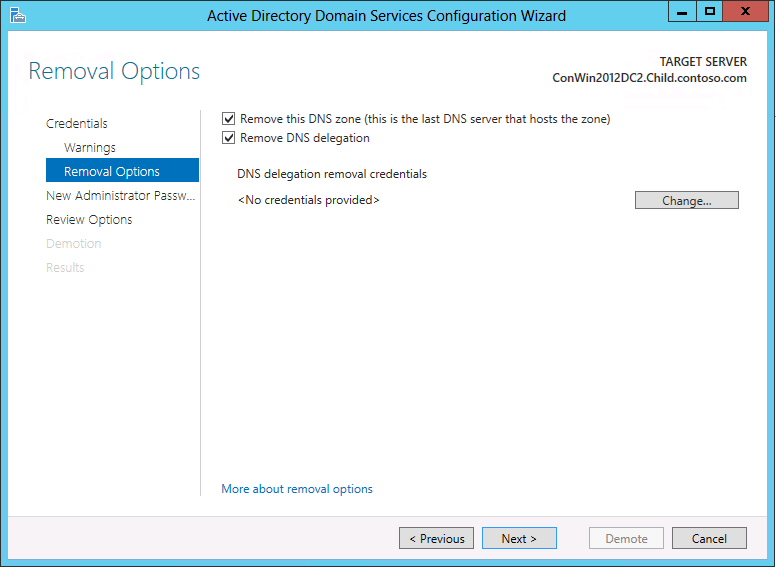 Active Directory Domain Services Configuration Wizard
Removal Options
TARGET SERVER
ConWin2012DC2.Child.contoso.com
Credentials
Warnings
Removal Options
New Administrator Passw...
Review Options
Demotion
Results
Remove this DNS zone (this is the last DNS server that hosts the zone)
Remove DNS delegation
DNS delegation removal credentials
<No credentials provided>
Change...
More about removal options
< Previous
Next >
Demote
Cancel